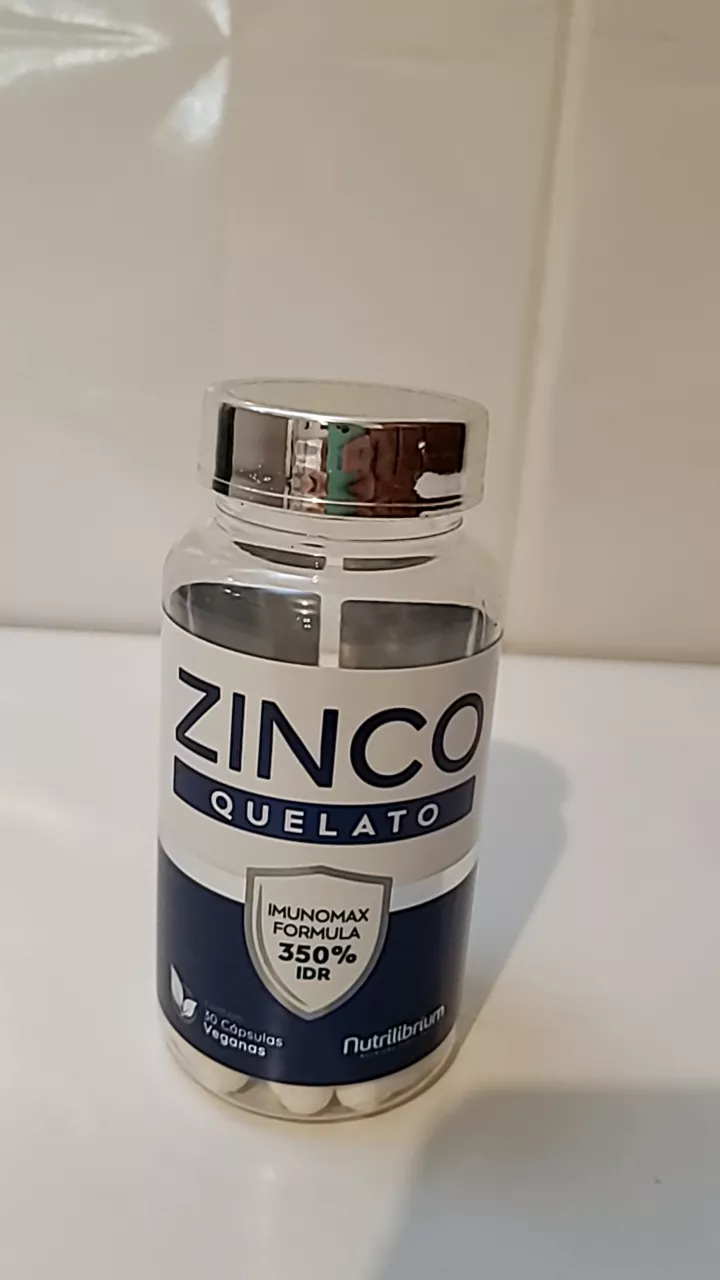 ZINCO
QUELATO
IMUNOMAX
FORMULA
350%
IDR
30 Cápsulas
Veganas
Nutrilibrium